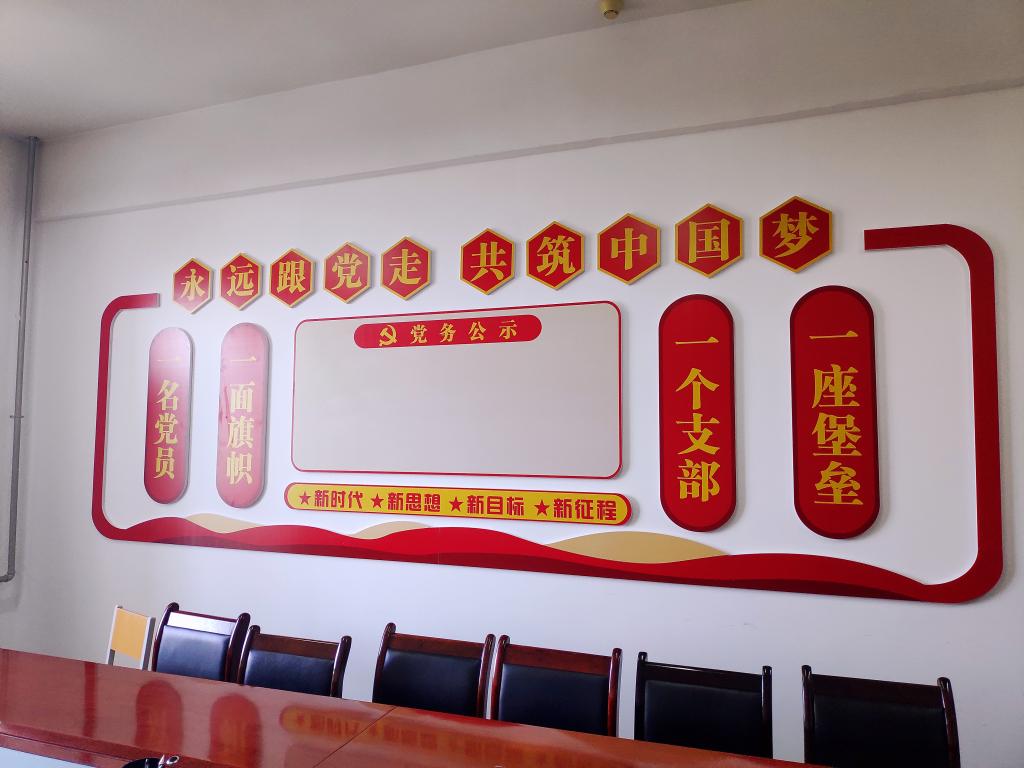 永远跟党走 共筑中国梦
一名党员
一面旗帜
党务公示
★新时代 ★新思想 ★新目标 ★新征程
一个支部
一座堡垒